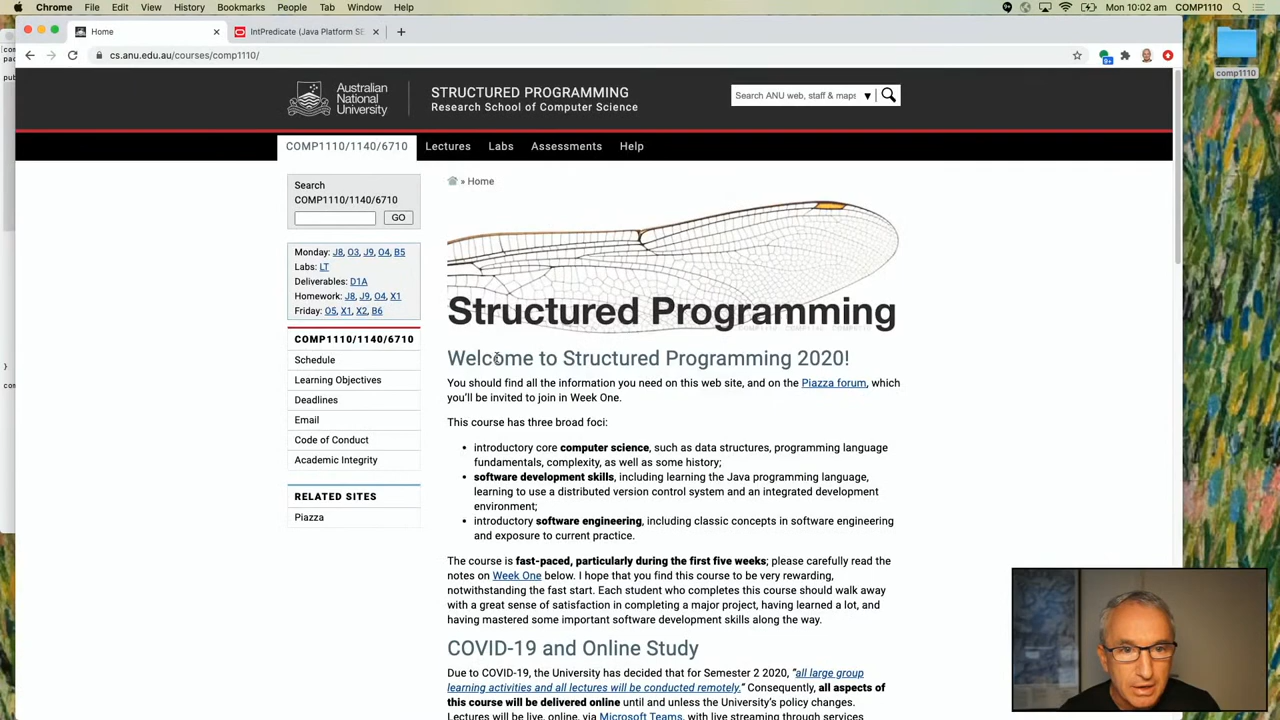 Chrome File Edit View History Bookmarks People Tab Window Help Mon 10:02 am COMP1110
Home
IntPredicate (Java Platform SE
cs.anu.edu.au/courses/comp1110/
comp1110
Australian National University
STRUCTURED PROGRAMMING
Research School of Computer Science
Search ANU web, staff & maps
COMP1110/1140/6710 Lectures Labs Assessments Help
Search
COMP1110/1140/6710
GO
Monday: J8, O3, J9, O4, B5
Labs: LT
Deliverables: D1A
Homework: J8, J9, O4, X1
Friday: O5, X1, X2, B6
COMP1110/1140/6710
Schedule
Learning Objectives
Deadlines
Email
Code of Conduct
Academic Integrity
RELATED SITES
Piazza
» Home
Structured Programming
Welcome to Structured Programming 2020!
You should find all the information you need on this web site, and on the Piazza forum, which
you'll be invited to join in Week One.
This course has three broad foci:
• introductory core computer science, such as data structures, programming language
fundamentals, complexity, as well as some history;
• software development skills, including learning the Java programming language,
learning to use a distributed version control system and an integrated development
environment;
• introductory software engineering, including classic concepts in software engineering
and exposure to current practice.
The course is fast-paced, particularly during the first five weeks; please carefully read the
notes on Week One below. I hope that you find this course to be very rewarding,
notwithstanding the fast start. Each student who completes this course should walk away
with a great sense of satisfaction in completing a major project, having learned a lot, and
having mastered some important software development skills along the way.
COVID-19 and Online Study
Due to COVID-19, the University has decided that for Semester 2 2020, "all large group
learning activities and all lectures will be conducted remotely." Consequently, all aspects of
this course will be delivered online until and unless the University's policy changes.
Lectures will be live, online, via Microsoft Teams, with live streaming through services